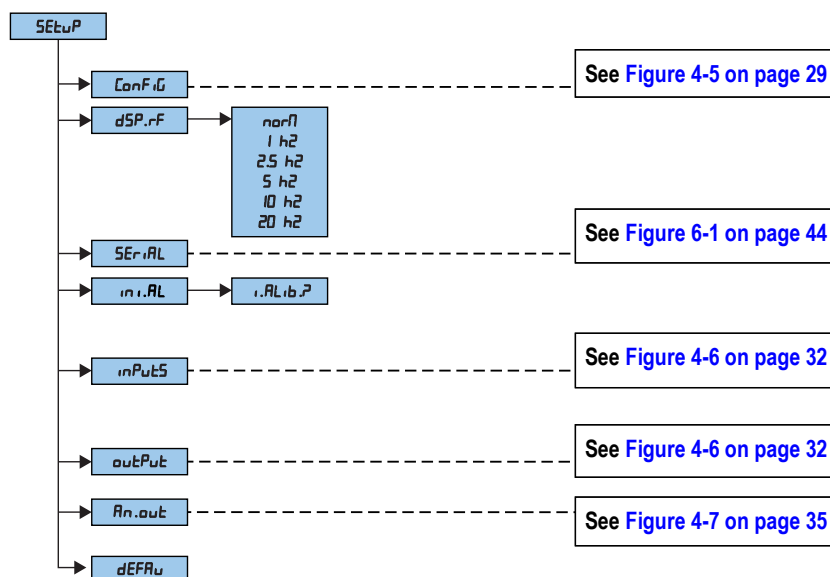 SEtuP
ConFiG
See Figure 4-5 on page 29
dSP.rF
norM
1 hZ
2.5 hZ
5 hZ
10 hZ
20 hZ
SEriAL
See Figure 6-1 on page 44
ini.AL
i.ALib.?
inPutS
See Figure 4-6 on page 32
outPut
See Figure 4-6 on page 32
An.out
See Figure 4-7 on page 35
dEFAu